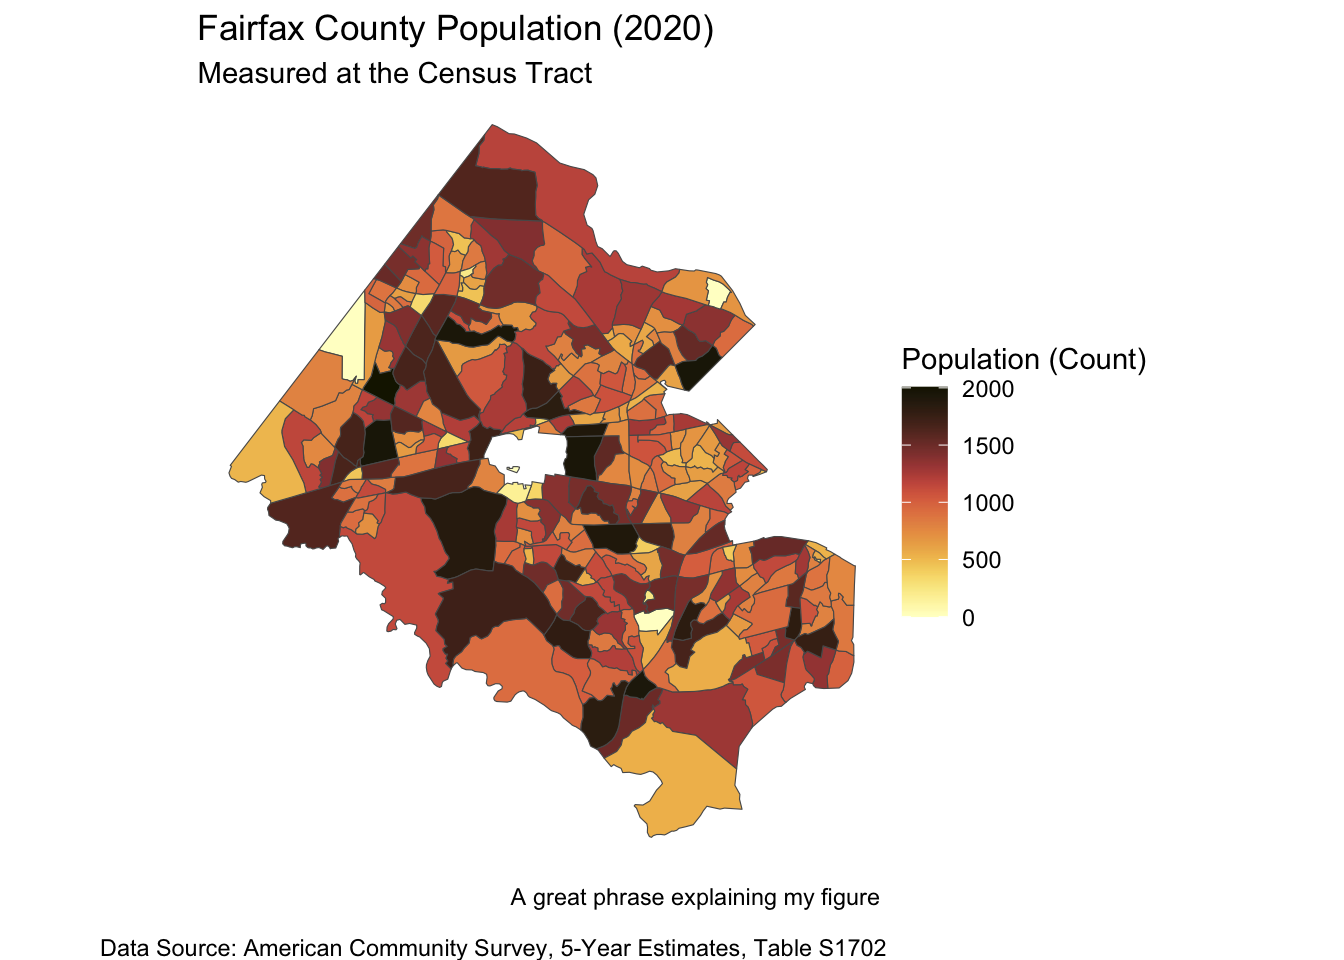 Fairfax County Population (2020)
Measured at the Census Tract
Population (Count)
2000
1500
1000
500
0
A great phrase explaining my figure
Data Source: American Community Survey, 5-Year Estimates, Table S1702